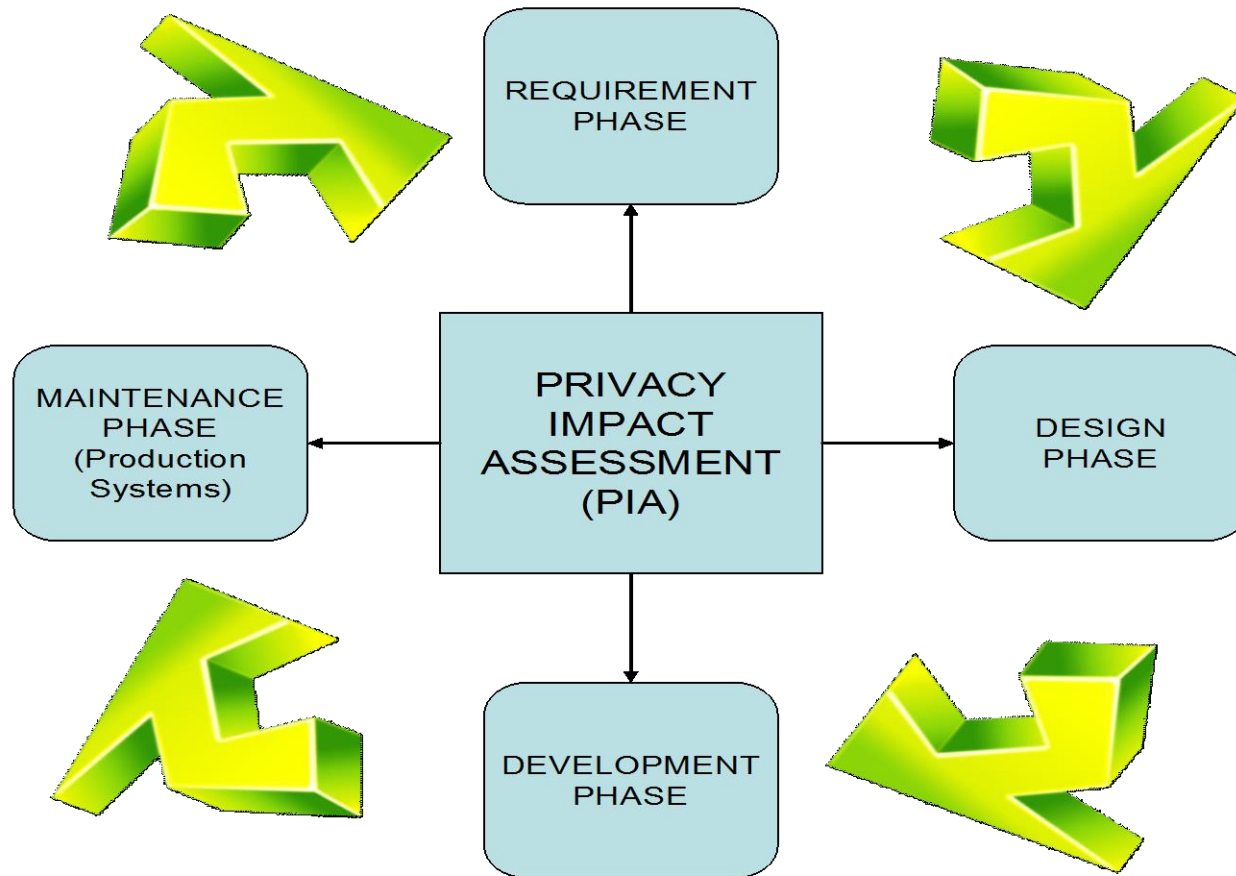 REQUIREMENT
PHASE
MAINTENANCE
PHASE
(Production
Systems)
PRIVACY
IMPACT
ASSESSMENT
(PIA)
DESIGN
PHASE
DEVELOPMENT
PHASE